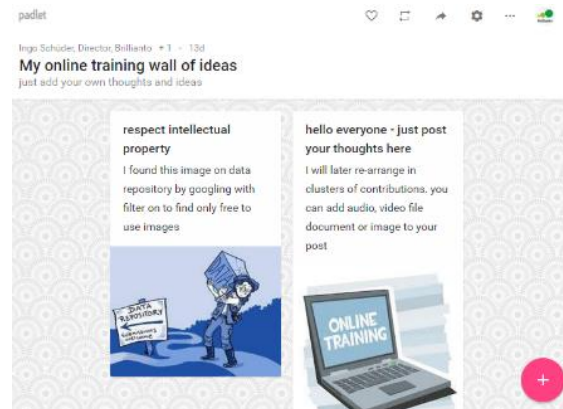 padlet
Ingo Schüder, Director, Brillianto + 1 · 13d
My online training wall of ideas
just add your own thoughts and ideas
respect intellectual
property
I found this image on data
repository by googling with
filter on to find only free to
use images
DATA
REPOSITORY
SUBMISSIONS
WELCOME
hello everyone - just post
your thoughts here
I will later re-arrange in
clusters of contributions. you
can add audio, video file
document or image to your
post
ONLINE
TRAINING